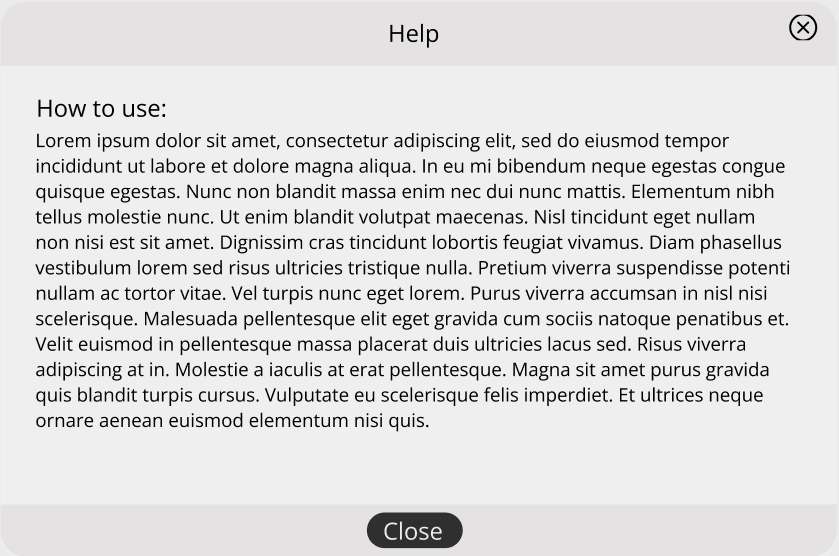 Help
How to use:
Lorem ipsum dolor sit amet, consectetur adipiscing elit, sed do eiusmod tempor
incididunt ut labore et dolore magna aliqua. In eu mi bibendum neque egestas congue
quisque egestas. Nunc non blandit massa enim nec dui nunc mattis. Elementum nibh
tellus molestie nunc. Ut enim blandit volutpat maecenas. Nisl tincidunt eget nullam
non nisi est sit amet. Dignissim cras tincidunt lobortis feugiat vivamus. Diam phasellus
vestibulum lorem sed risus ultricies tristique nulla. Pretium viverra suspendisse potenti
nullam ac tortor vitae. Vel turpis nunc eget lorem. Purus viverra accumsan in nisl nisi
scelerisque. Malesuada pellentesque elit eget gravida cum sociis natoque penatibus et.
Velit euismod in pellentesque massa placerat duis ultricies lacus sed. Risus viverra
adipiscing at in. Molestie a iaculis at erat pellentesque. Magna sit amet purus gravida
quis blandit turpis cursus. Vulputate eu scelerisque felis imperdiet. Et ultrices neque
ornare aenean euismod elementum nisi quis.
Close